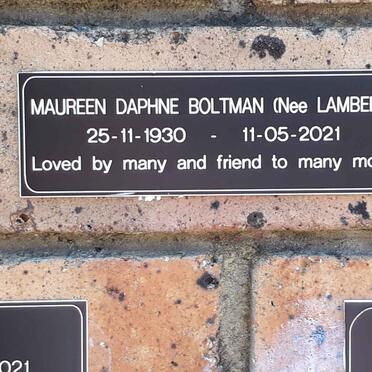 MAUREEN DAPHNE BOLTMAN (Nee LAMBE
25-11-1930 - 11-05-2021
Loved by many and friend to many mo
021